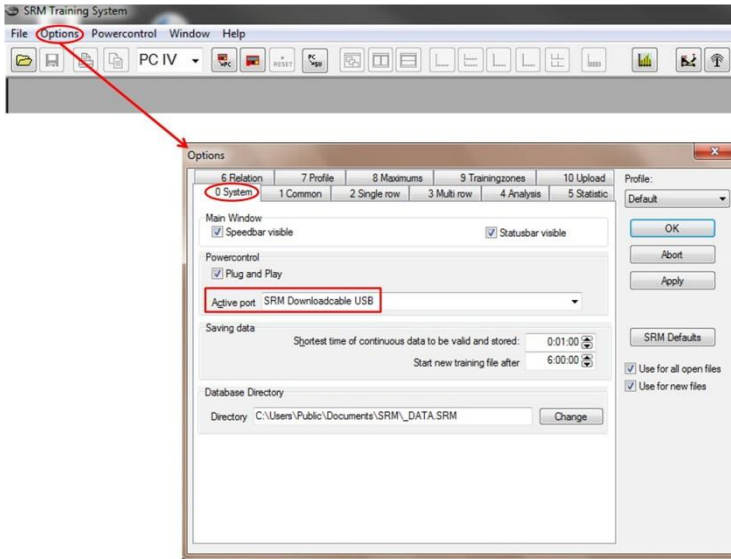 SRM Training System
File Options Powercontrol Window Help
PC IV
PC
RESET
PC
SU
Options
6 Relation 7 Profile 8 Maximums 9 Trainingzones 10 Upload
0 System 1 Common 2 Single row 3 Multi row 4 Analysis 5 Statistic
Profile:
Default
Main Window
Speedbar visible Statusbar visible
OK
Powercontrol
Abort
Plug and Play
Apply
Active port SRM Downloadcable USB
Saving data
Shortest time of continuous data to be valid and stored: 0:01:00
SRM Defaults
Start new training file after 6:00:00
Use for all open files
Use for new files
Database Directory
Directory C:\Users\Public\Documents\SRM\_DATA.SRM Change